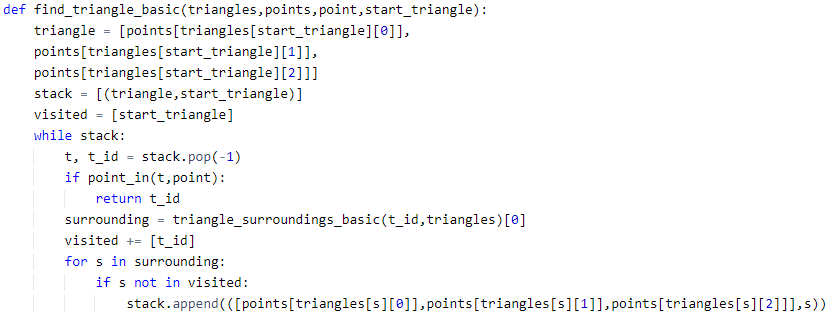 def find_triangle_basic(triangles,points,point,start_triangle):
    triangle = [points[triangles[start_triangle][0]],
    points[triangles[start_triangle][1]],
    points[triangles[start_triangle][2]]]
    stack = [(triangle,start_triangle)]
    visited = [start_triangle]
    while stack:
        t, t_id = stack.pop(-1)
        if point_in(t,point):
            return t_id
        surrounding = triangle_surroundings_basic(t_id,triangles)[0]
        visited += [t_id]
        for s in surrounding:
            if s not in visited:
                stack.append(([points[triangles[s][0]],points[triangles[s][1]],points[triangles[s][2]]],s))